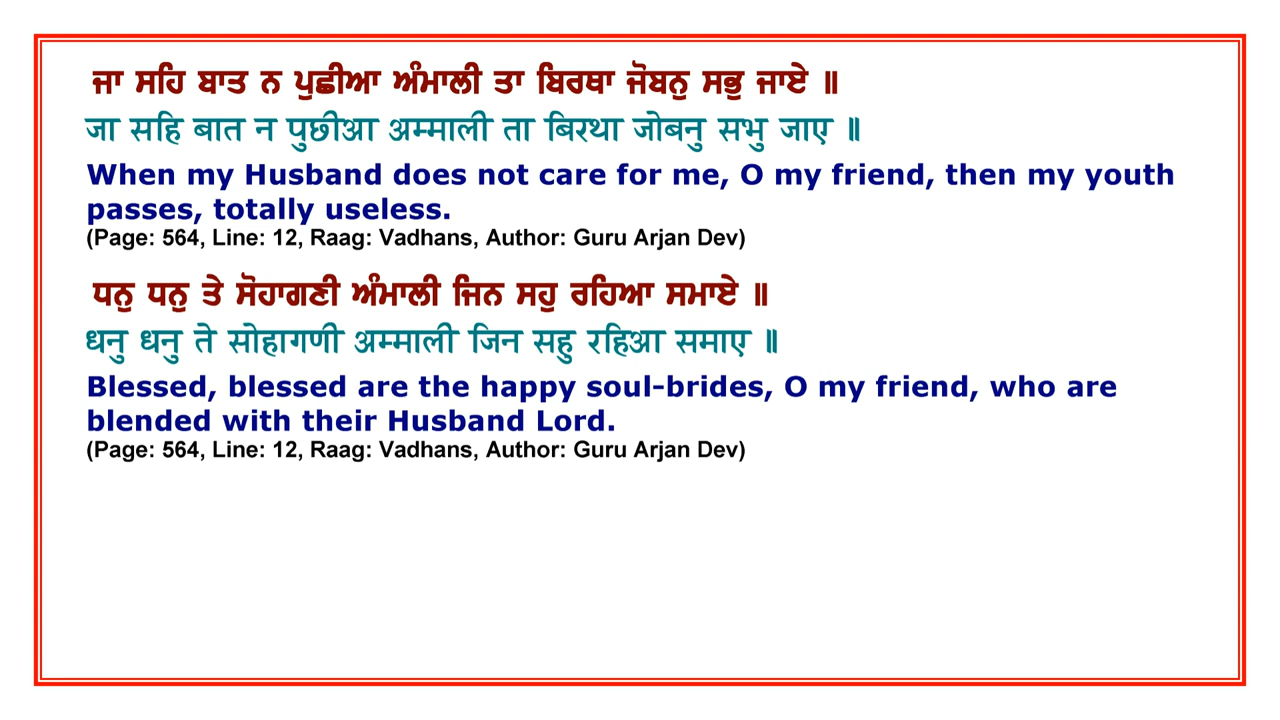 ਜਾ ਸਹਿ ਬਾਤ ਨ ਪੁਛੀਆ ਅੰਮਾਲੀ ਤਾ ਬਿਰਥਾ ਜੋਬਨੁ ਸਭੁ ਜਾਏ ॥
जा सहि बात न पुछीआ अम्माली ता बिरथा जोबनु सभु जाए ॥
When my Husband does not care for me, O my friend, then my youth
passes, totally useless.
(Page: 564, Line: 12, Raag: Vadhans, Author: Guru Arjan Dev)
ਧਨੁ ਧਨੁ ਤੇ ਸੋਹਾਗਣੀ ਅੰਮਾਲੀ ਜਿਨ ਸਹੁ ਰਹਿਆ ਸਮਾਏ ॥
धनु धनु ते सोहागणी अम्माली जिन सहु रहिआ समाए ॥
Blessed, blessed are the happy soul-brides, O my friend, who are
blended with their Husband Lord.
(Page: 564, Line: 12, Raag: Vadhans, Author: Guru Arjan Dev)